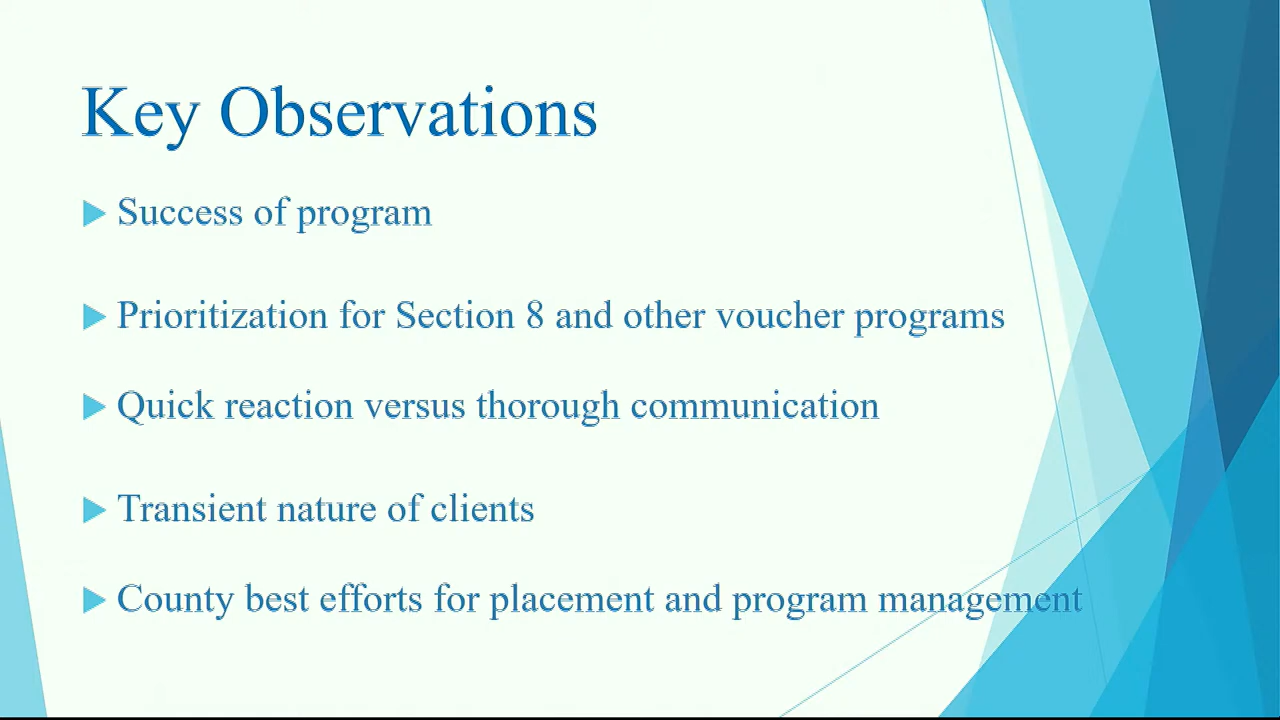 Key Observations
Success of program
Prioritization for Section 8 and other voucher programs
Quick reaction versus thorough communication
Transient nature of clients
County best efforts for placement and program management